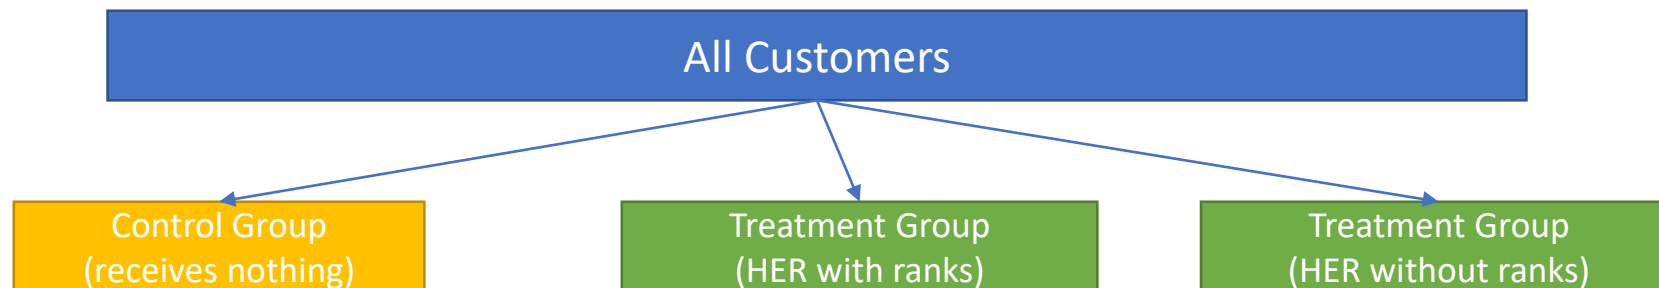 All Customers
Control Group
(receives nothing)
Treatment Group
(HER with ranks)
Treatment Group
(HER without ranks)